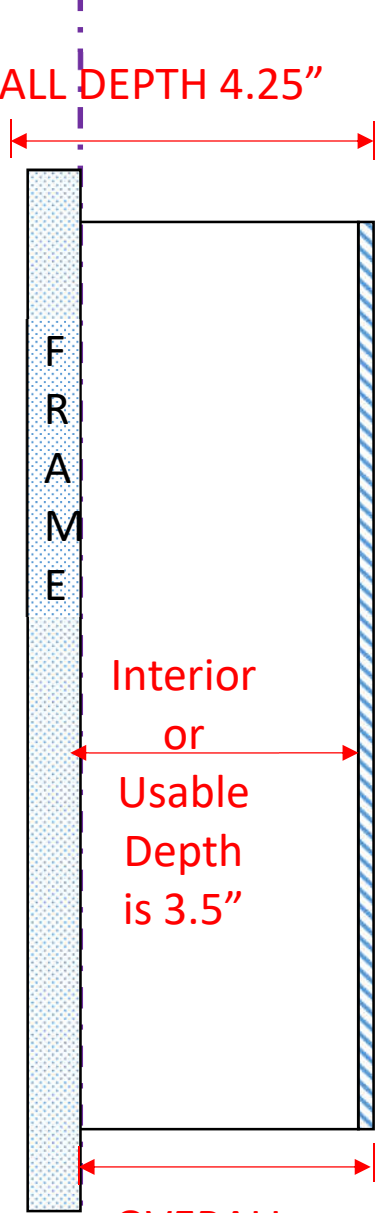 ALL DEPTH 4.25”
F
R
A
M
E
Interior
or
Usable
Depth
is 3.5”